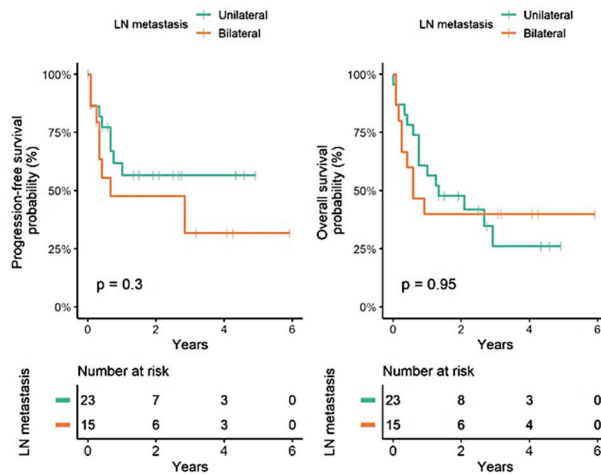 LN metastasis
Unilateral
Bilateral
Progression-free survival
probability (%)
100%
75%
50%
25%
0%
p = 0.3
0 2 4 6
Years
LN metastasis
Number at risk
23 7 3 0
15 6 3 0
0 2 4 6
Years
LN metastasis
Unilateral
Bilateral
Overall survival
probability (%)
100%
75%
50%
25%
0%
p = 0.95
0 2 4 6
Years
LN metastasis
Number at risk
23 8 3 0
15 6 4 0
0 2 4 6
Years